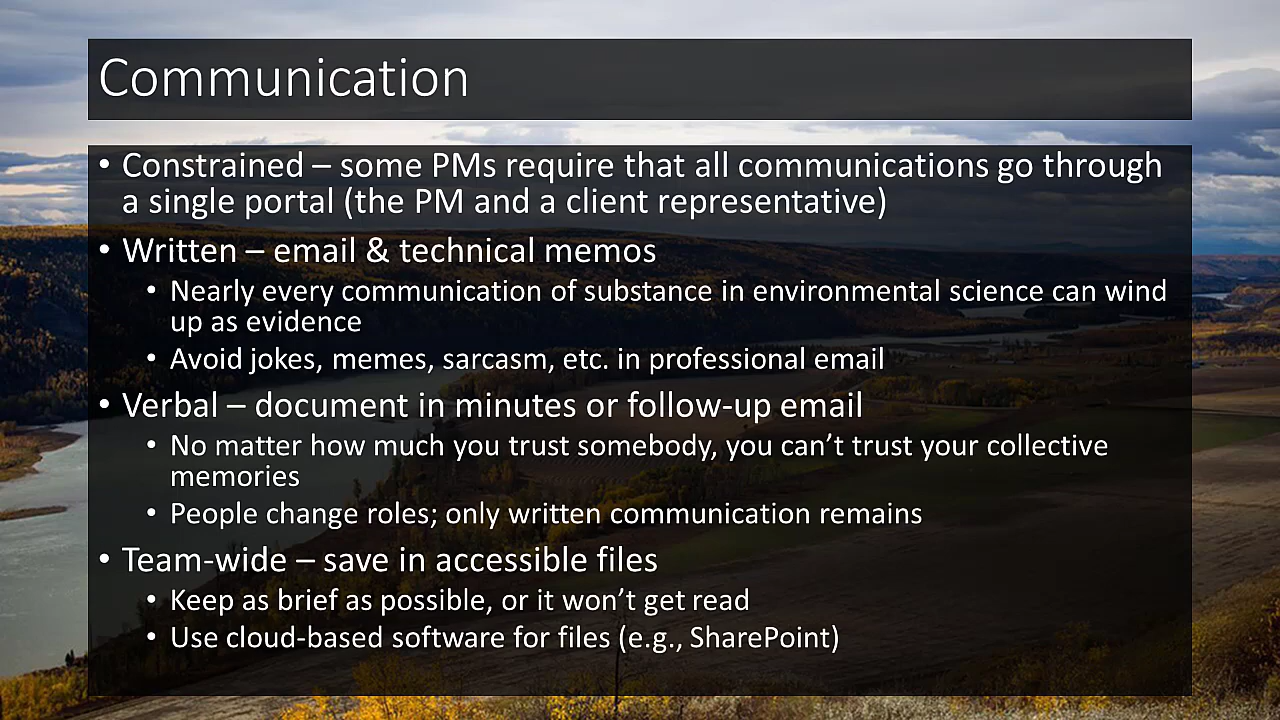 Communication
• Constrained – some PMs require that all communications go through
a single portal (the PM and a client representative)
• Written – email & technical memos
• Nearly every communication of substance in environmental science can wind
up as evidence
• Avoid jokes, memes, sarcasm, etc. in professional email
• Verbal – document in minutes or follow-up email
• No matter how much you trust somebody, you can’t trust your collective
memories
• People change roles; only written communication remains
• Team-wide – save in accessible files
• Keep as brief as possible, or it won’t get read
• Use cloud-based software for files (e.g., SharePoint)